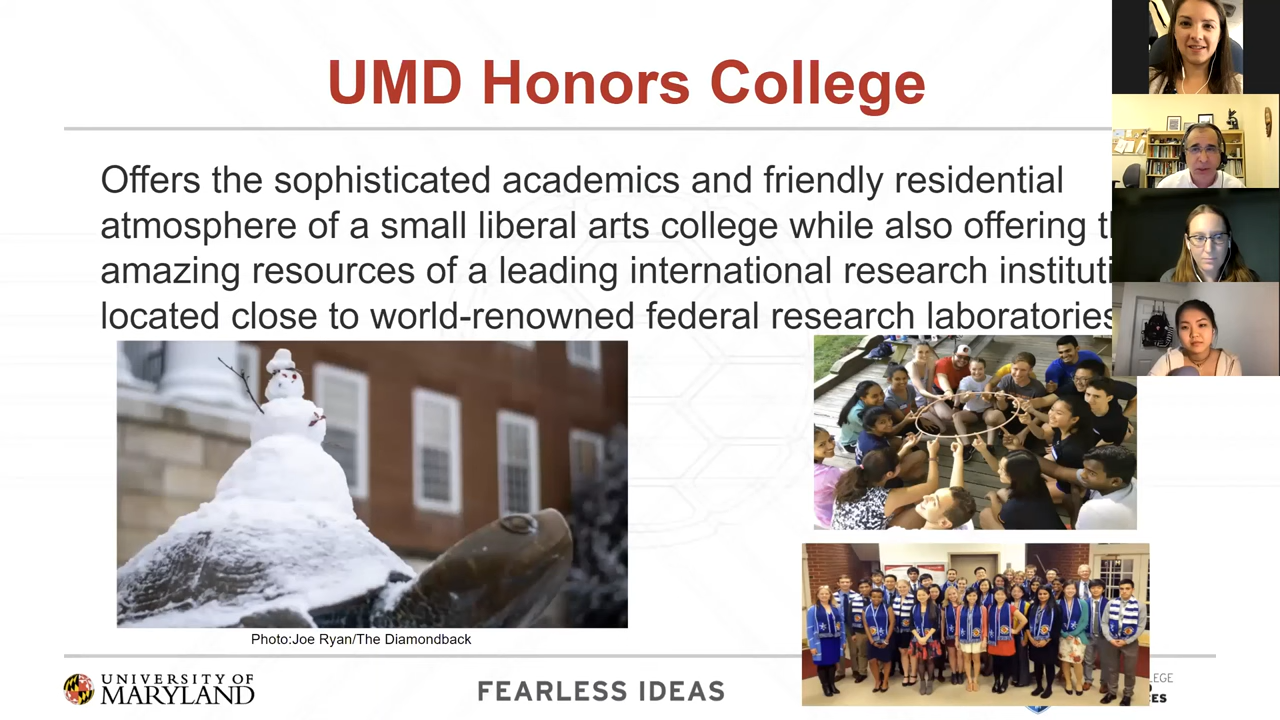 UMD Honors College
Offers the sophisticated academics and friendly residential
atmosphere of a small liberal arts college while also offering
amazing resources of a leading international research
located close to world-renowned federal research laboratories
Photo:Joe Ryan/The Diamondback
UNIVERSITY OF
MARYLAND
FEARLESS IDEAS